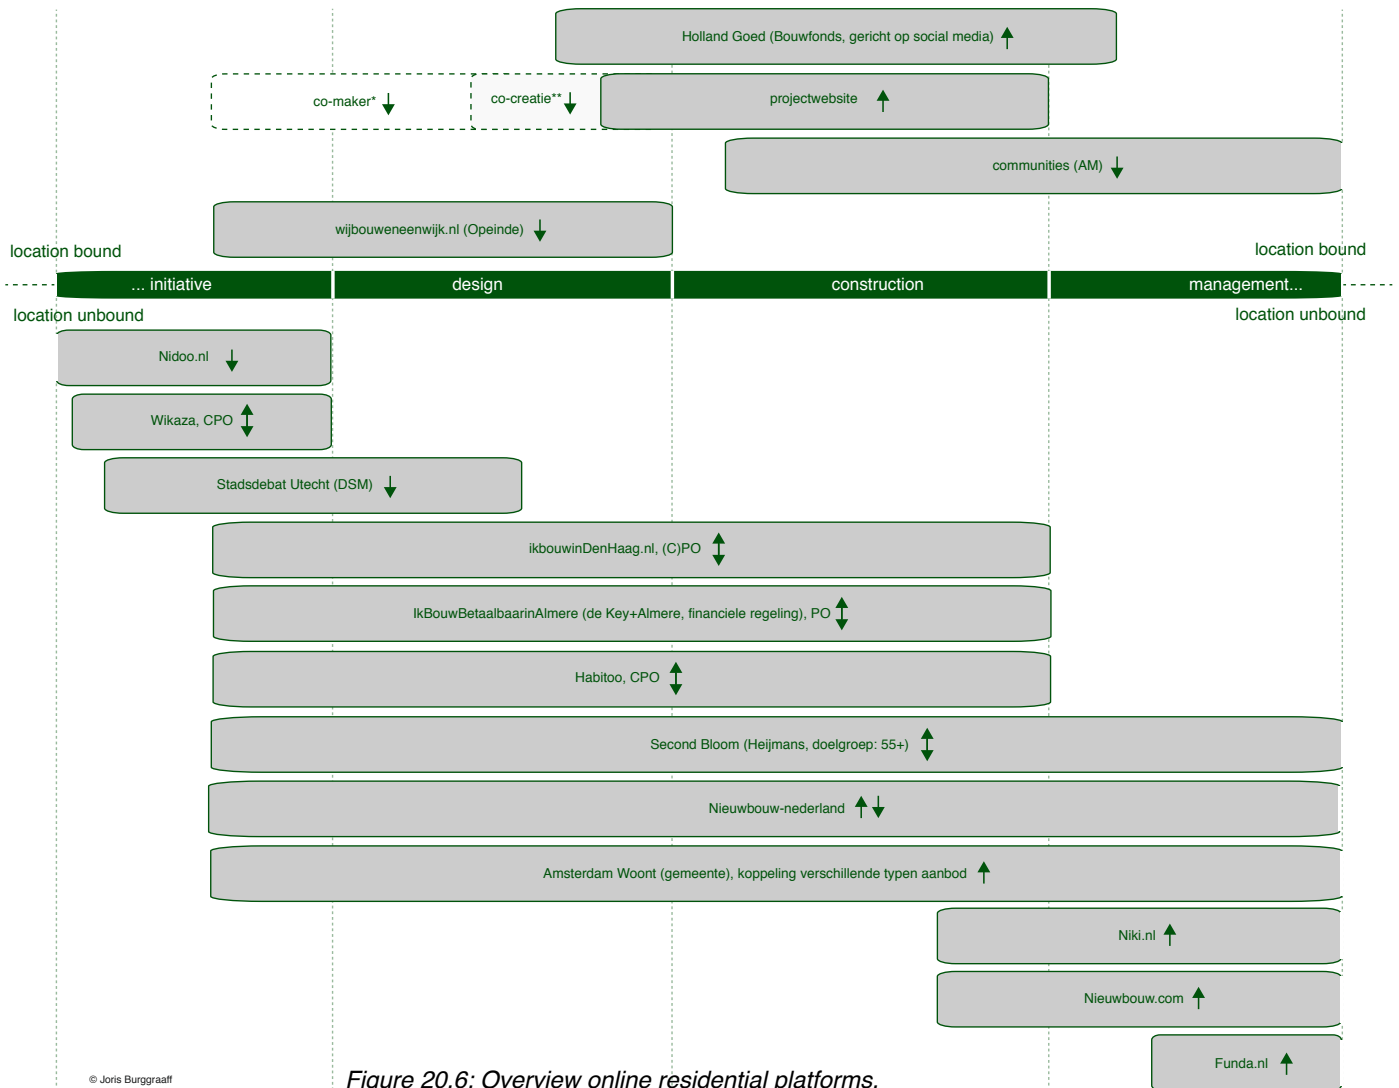 Holland Goed (Bouwfonds, gericht op social media)
co-maker*
co-creatie**
projectwebsite
communities (AM)
wijbouweneenwijk.nl (Opeinde)
location bound
location bound
... initiative
design
construction
management...
location unbound
location unbound
Nidoo.nl
Wikaza, CPO
Stadsdebat Utecht (DSM)
ikbouwinDenHaag.nl, (C)PO
IkBouwBetaalbaarinAlmere (de Key+Almere, financiele regeling), PO
Habitoo, CPO
Second Bloom (Heijmans, doelgroep: 55+)
Nieuwbouw-nederland
Amsterdam Woont (gemeente), koppeling verschillende typen aanbod
Niki.nl
Nieuwbouw.com
Funda.nl
© Joris Burggraaff
Figure 20.6: Overview online residential platforms.